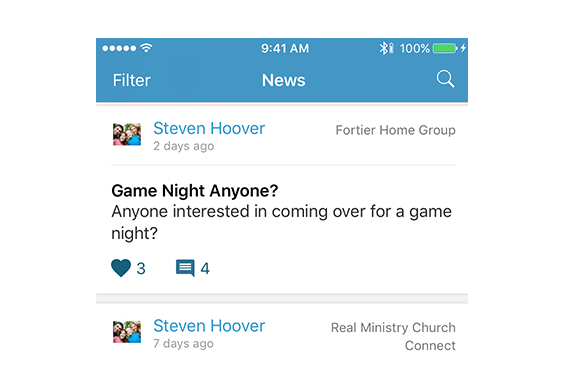 9:41 AM 100%
Filter News
Steven Hoover Fortier Home Group
2 days ago
Game Night Anyone?
Anyone interested in coming over for a game
night?
3 4
Steven Hoover Real Ministry Church
7 days ago Connect